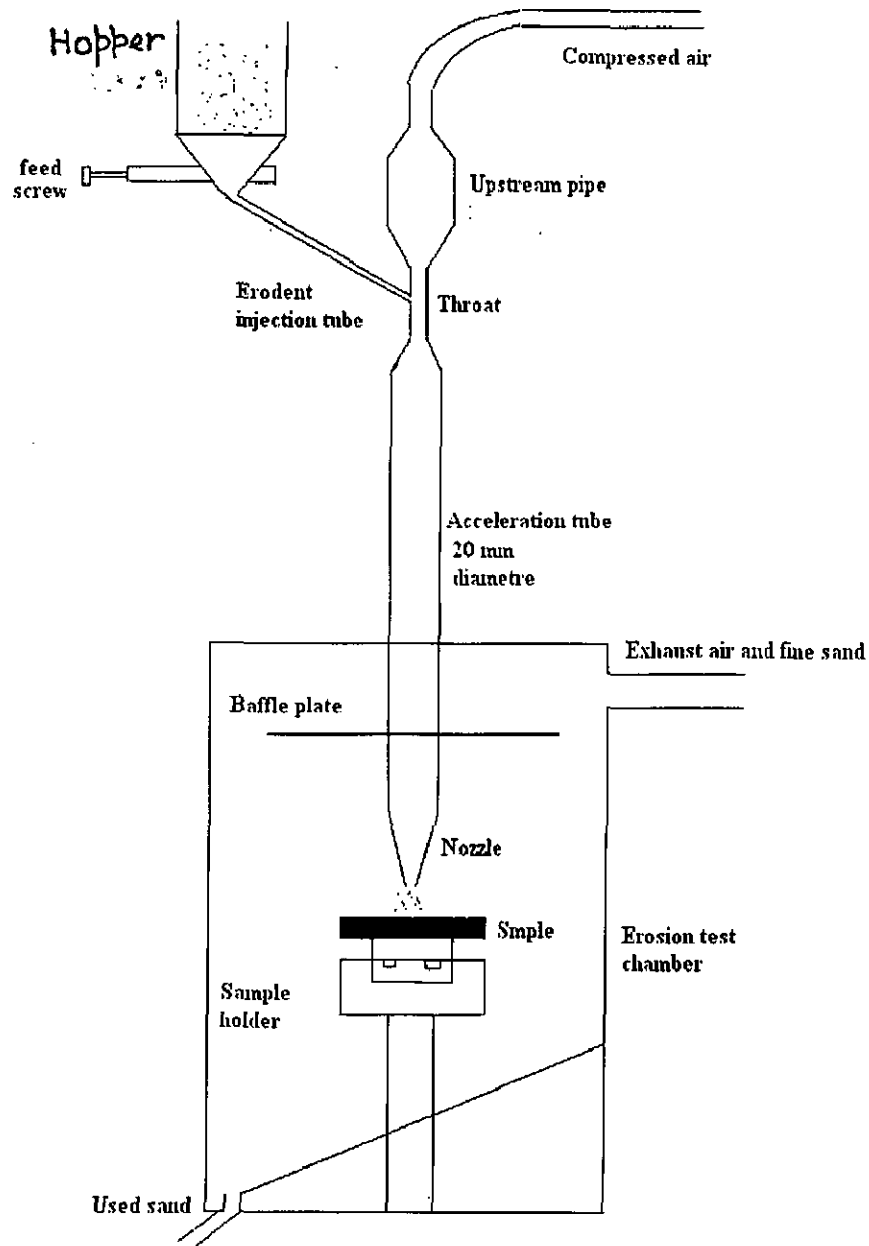 Hopper
Compressed air
feed
screw
Upstream pipe
Erodent
injection tube
Throat
Acceleration tube
20 mm
diametre
Exhaust air and fine sand
Baffle plate
Nozzle
Smple
Erosion test
chamber
Sample
holder
Used sand